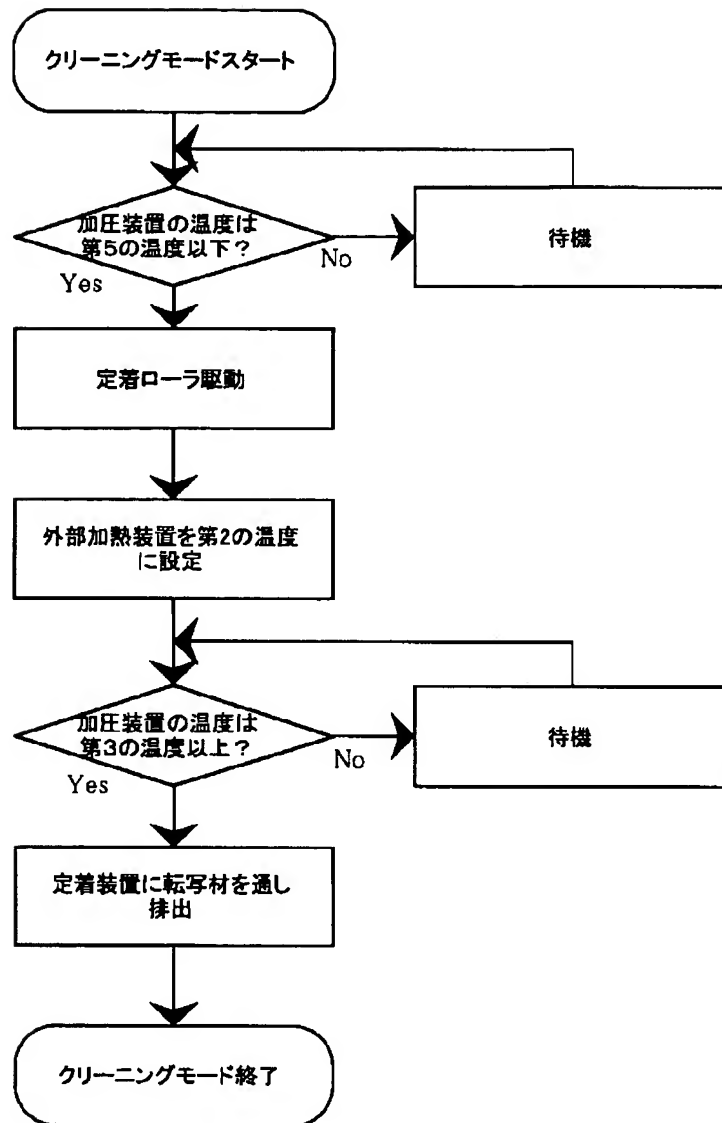 クリーニングモードスタート
加圧装置の温度は
第5の温度以下？
No
待機
Yes
定着ローラ駆動
外部加熱装置を第2の温度
に設定
加圧装置の温度は
第3の温度以上？
No
待機
Yes
定着装置に転写材を通し
排出
クリーニングモード終了